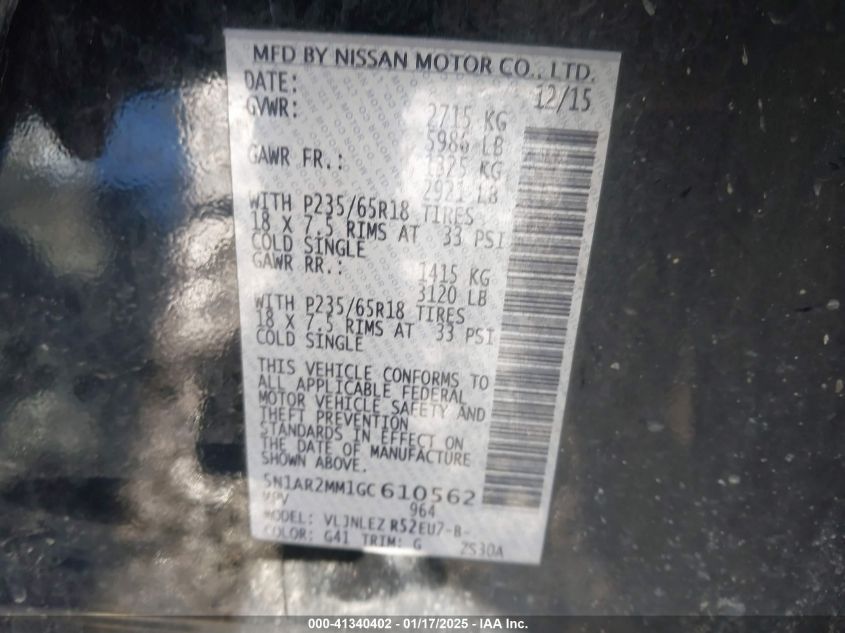 MFD BY NISSAN MOTOR CO., LTD.
DATE: 12/15
GVWR: 2715 KG
5986 LB
GAWR FR.: 1325 KG
2921 LB
WITH P235/65R18 TIRES
18 X 7.5 RIMS AT 33 PSI
COLD SINGLE
GAWR RR.: 1415 KG
3120 LB
WITH P235/65R18 TIRES
18 X 7.5 RIMS AT 33 PSI
COLD SINGLE
THIS VEHICLE CONFORMS TO
ALL APPLICABLE FEDERAL
MOTOR VEHICLE SAFETY AND
THEFT PREVENTION
STANDARDS IN EFFECT ON
THE DATE OF MANUFACTURE
SHOWN ABOVE.
5N1AR2MM1GC610562
MPV 964
MODEL: VLJNLEZ R52EU7-B-
COLOR: G41 TRIM: G 2S30A
000-41340402 - 01/17/2025 - IAA Inc.